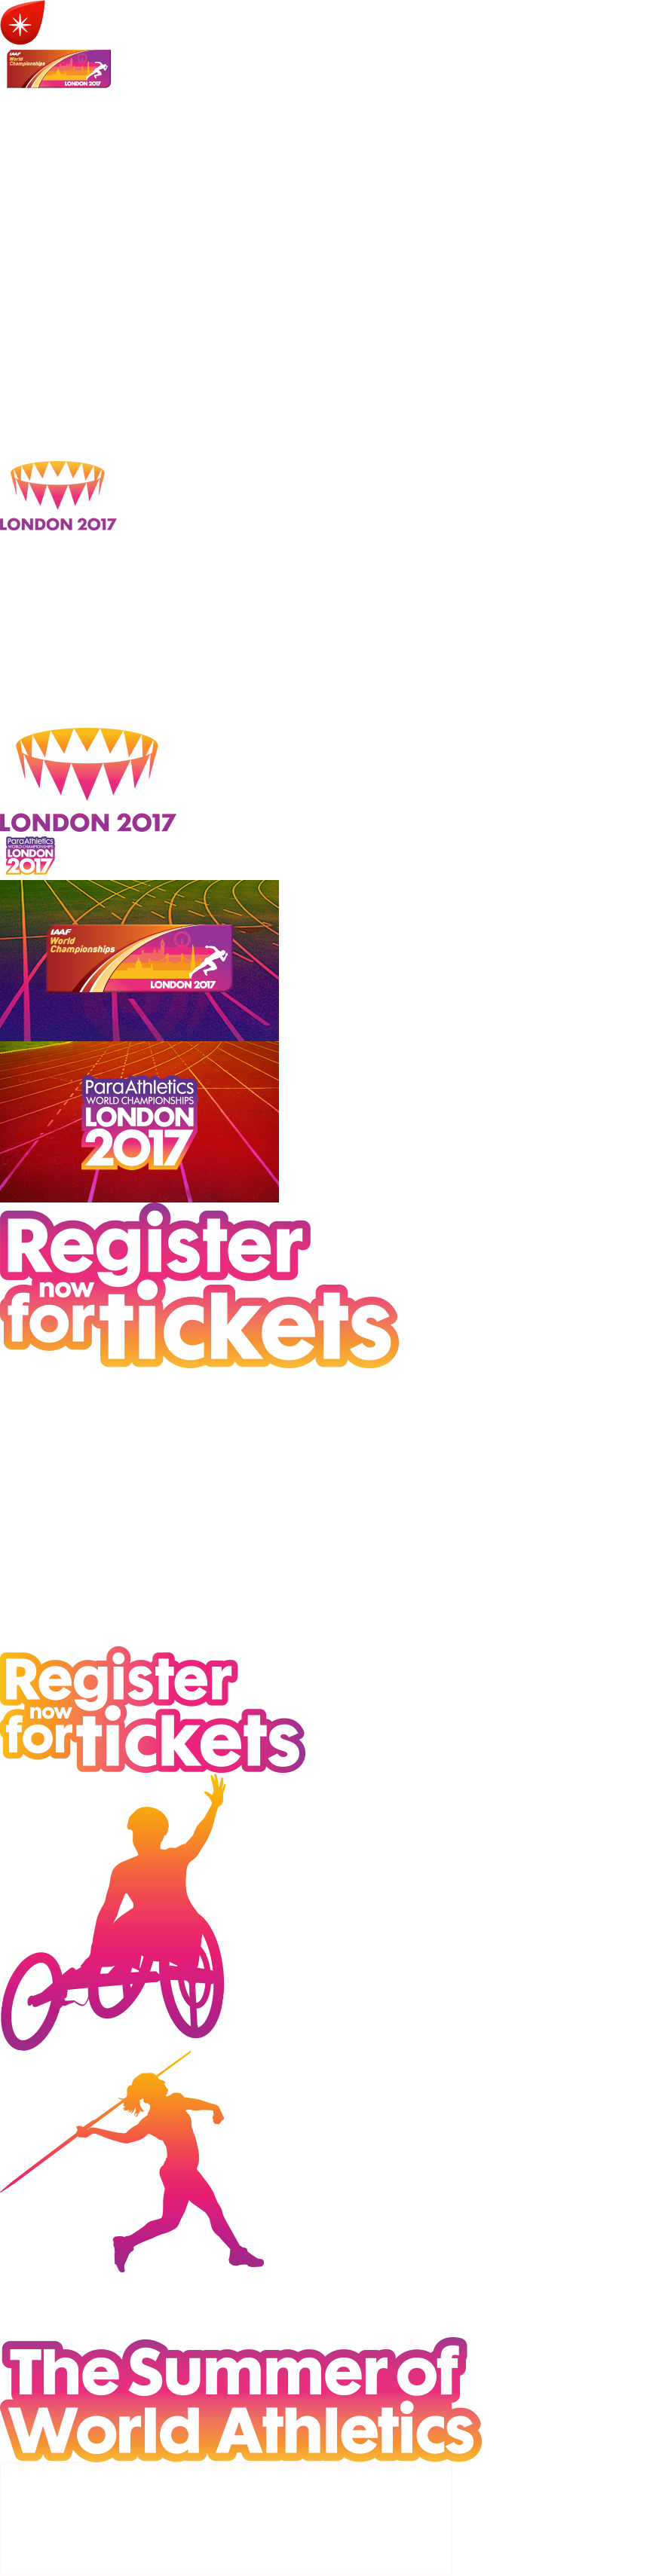 IAAF
World
Championships
LONDON 2017
LONDON 2017
LONDON 2017
ParaAthletics
WORLD CHAMPIONSHIPS
LONDON
2017
IAAF
World
Championships
LONDON 2017
ParaAthletics
WORLD CHAMPIONSHIPS
LONDON
2017
Register
now
for tickets
Register
now
for tickets
The Summer of
World Athletics